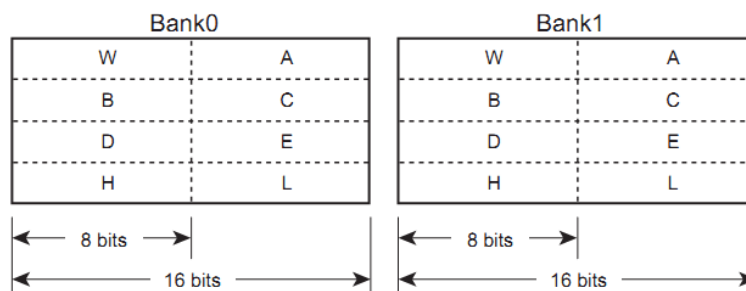 Bank0 Bank1
W A W A
B C B C
D E D E
H L H L
8 bits 8 bits
16 bits 16 bits